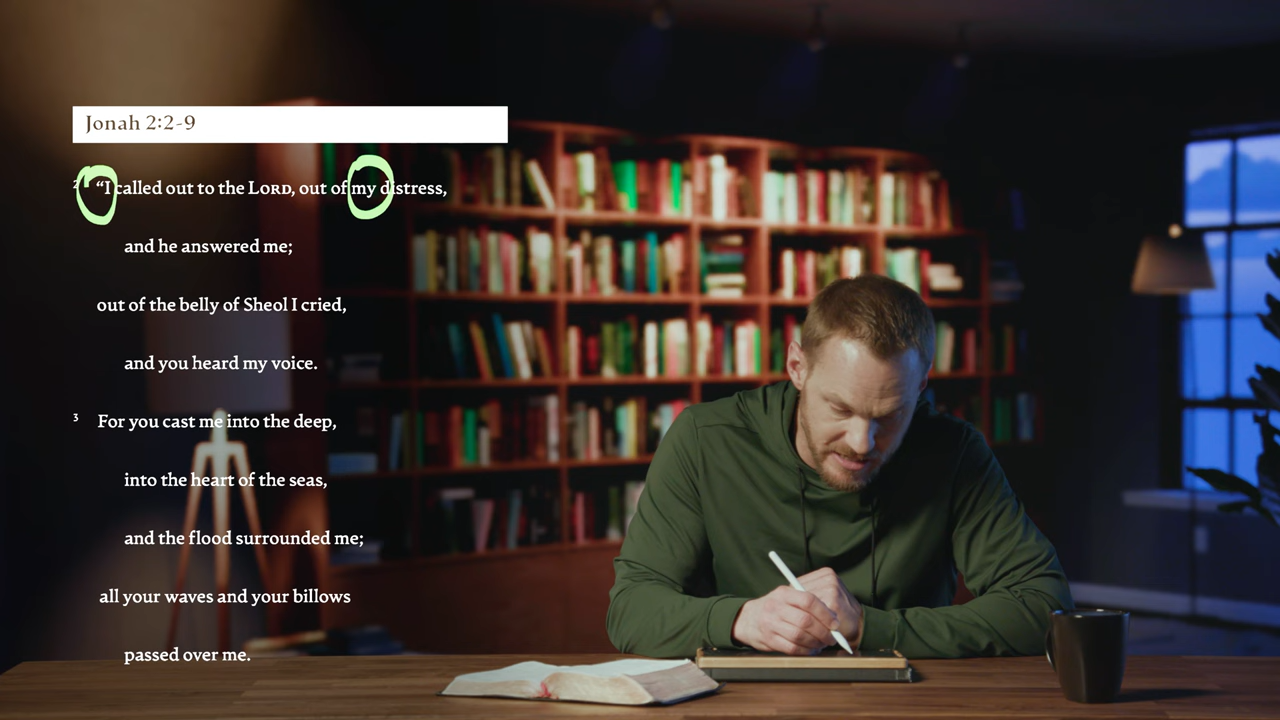 Jonah 2:2-9
2 “I called out to the LORD, out of my distress,
and he answered me;
out of the belly of Sheol I cried,
and you heard my voice.
3 For you cast me into the deep,
into the heart of the seas,
and the flood surrounded me;
all your waves and your billows
passed over me.